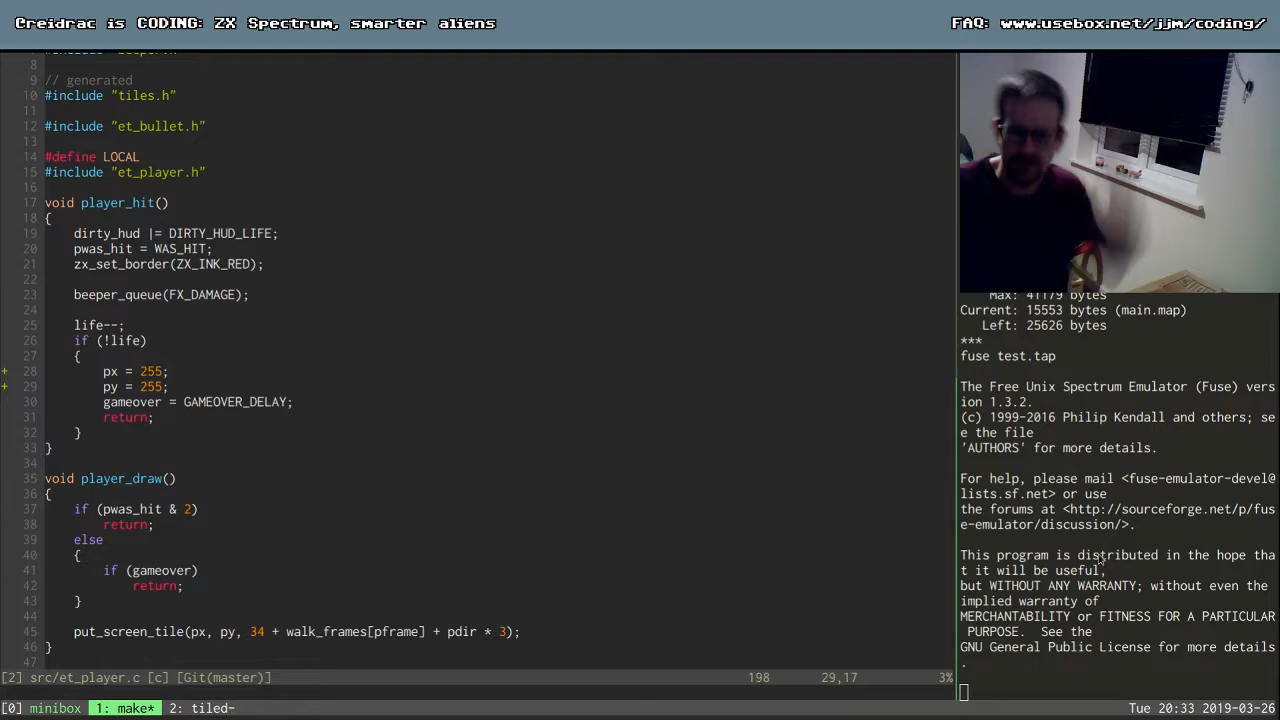 Creidrac is CODING: ZX Spectrum, smarter aliens
FAQ: www.usebox.net/jjm/coding/
8
9 // generated
10 #include "tiles.h"
11
12 #include "et_bullet.h"
13
14 #define LOCAL
15 #include "et_player.h"
16
17 void player_hit()
18 {
19 dirty_hud |= DIRTY_HUD_LIFE;
20 pwas_hit = WAS_HIT;
21 zx_set_border(ZX_INK_RED);
22
23 beeper_queue(FX_DAMAGE);
24
25 life--;
26 if (!life)
27 {
+ 28 px = 255;
+ 29 py = 255;
30 gameover = GAMEOVER_DELAY;
31 return;
32 }
33 }
34
35 void player_draw()
36 {
37 if (pwas_hit & 2)
38 return;
39 else
40 {
41 if (gameover)
42 return;
43 }
44
45 put_screen_tile(px, py, 34 + walk_frames[pframe] + pdir * 3);
46 }
47
[2] src/et_player.c [c] [Git(master)] 198 29,17 3%
Max: 41179 bytes
Current: 15553 bytes (main.map)
Left: 25626 bytes
***
fuse test.tap
The Free Unix Spectrum Emulator (Fuse) vers
ion 1.3.2.
(c) 1999-2016 Philip Kendall and others; se
e the file
'AUTHORS' for more details.
For help, please mail <fuse-emulator-devel@
lists.sf.net> or use
the forums at <http://sourceforge.net/p/fus
e-emulator/discussion/>.
This program is distributed in the hope tha
t it will be useful,
but WITHOUT ANY WARRANTY; without even the
implied warranty of
MERCHANTABILITY or FITNESS FOR A PARTICULAR
PURPOSE. See the
GNU General Public License for more details
.
[0] minibox 1: make* 2: tiled-
Tue 20:33 2019-03-26